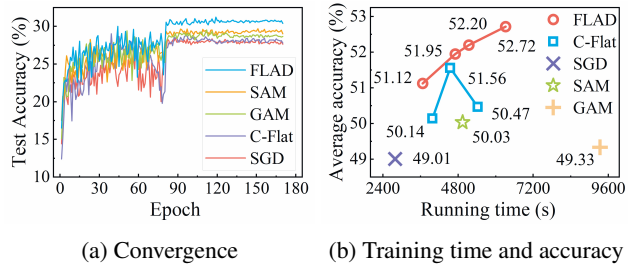 Test Accuracy (%)
35
30
25
20
15
10
FLAD
SAM
GAM
C-Flat
SGD
1
30
60
90
120
150
180
Epoch
(a) Convergence
Average accuracy (%)
53
52
51
50
49
52.20
51.95
52.72
51.12
51.56
50.47
50.14
50.03
49.01
49.33
FLAD
C-Flat
SGD
SAM
GAM
2400
4800
7200
9600
Running time (s)
(b) Training time and accuracy